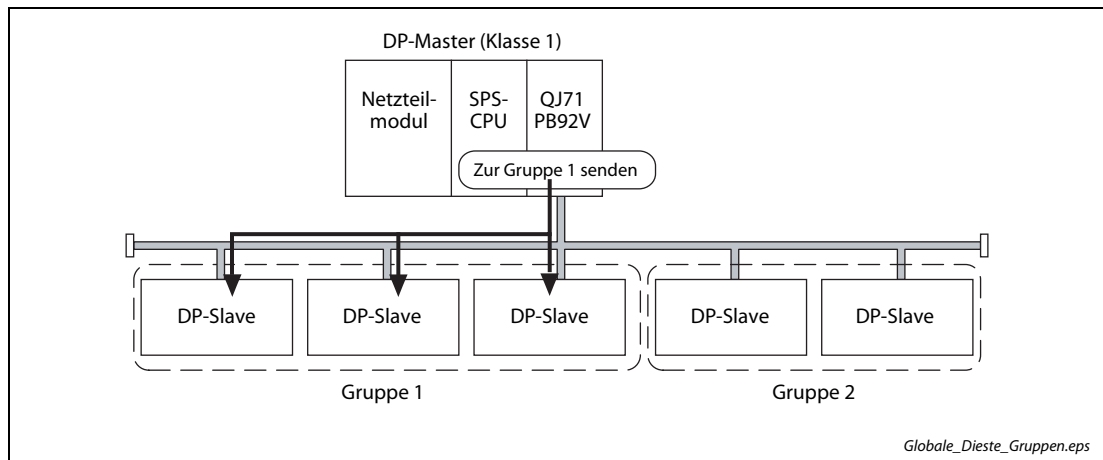 DP-Master (Klasse 1)
Netzteil-
modul
SPS-
CPU
QJ71
PB92V
Zur Gruppe 1 senden
DP-Slave
DP-Slave
DP-Slave
DP-Slave
DP-Slave
Gruppe 1
Gruppe 2
Globale_Dieste_Gruppen.eps